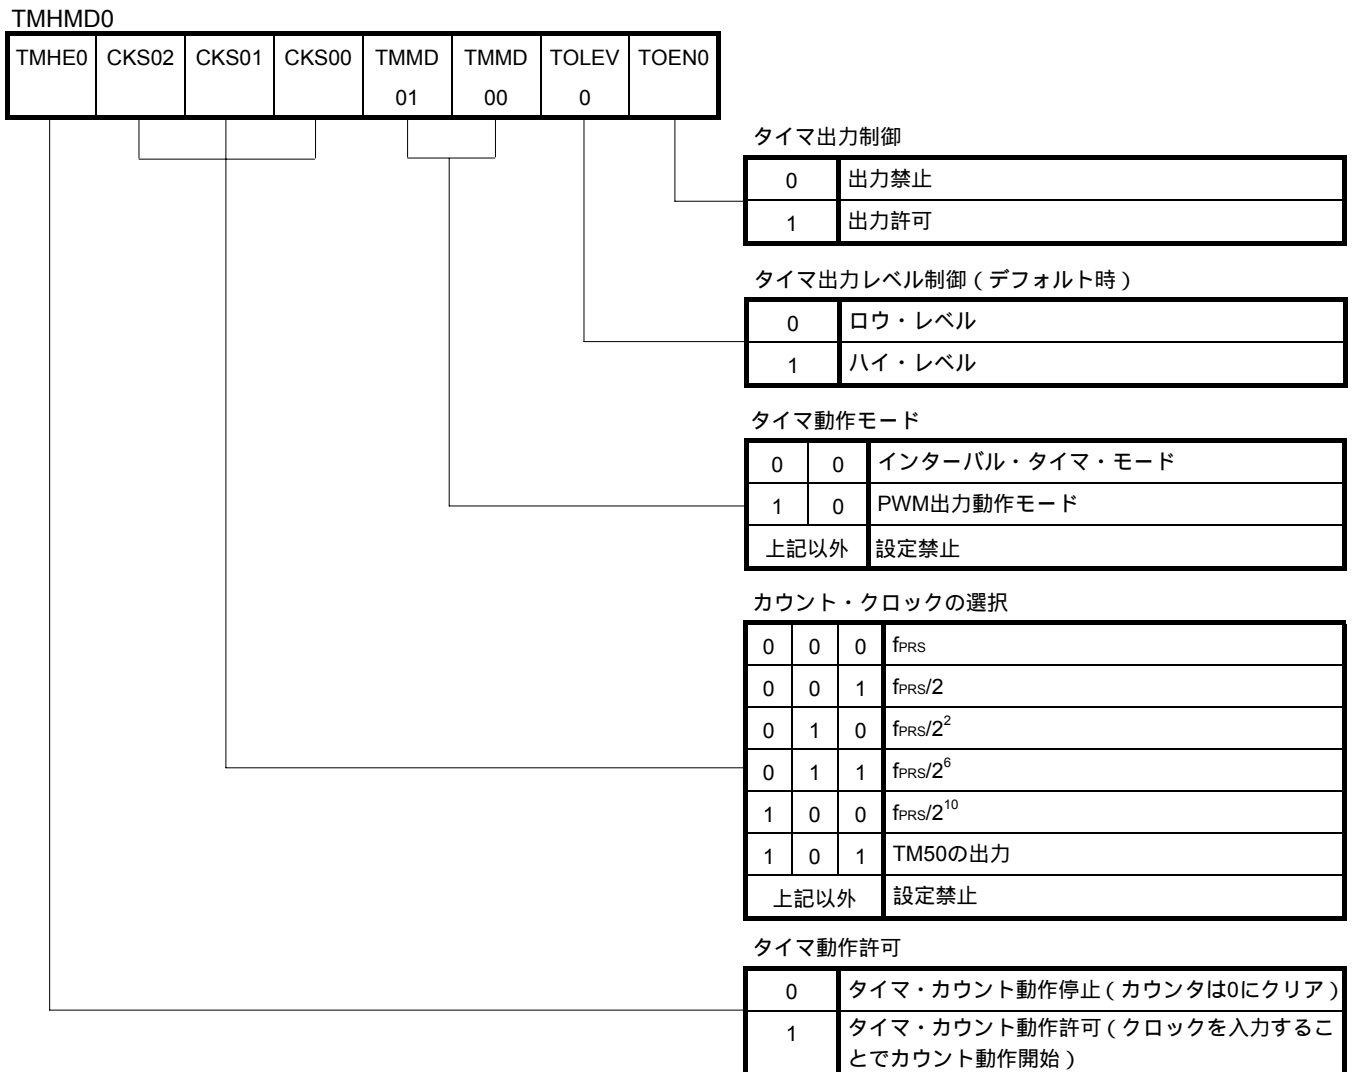 TMHMD0
TMHE0 CKS02 CKS01 CKS00 TMMD TMMD TOLEV TOEN0
01 00 0
タイマ出力制御
0 出力禁止
1 出力許可
タイマ出力レベル制御(デフォルト時)
0 ロウ・レベル
1 ハイ・レベル
タイマ動作モード
0 0 インターバル・タイマ・モード
1 0 PWM出力動作モード
上記以外 設定禁止
カウント・クロックの選択
0 0 0 fPRS
0 0 1 fPRS/2
0 1 0 fPRS/2²
0 1 1 fPRS/2⁶
1 0 0 fPRS/2¹⁰
1 0 1 TM50の出力
上記以外 設定禁止
タイマ動作許可
0 タイマ・カウント動作停止(カウンタは0にクリア)
1 タイマ・カウント動作許可(クロックを入力するこ
とでカウント動作開始)